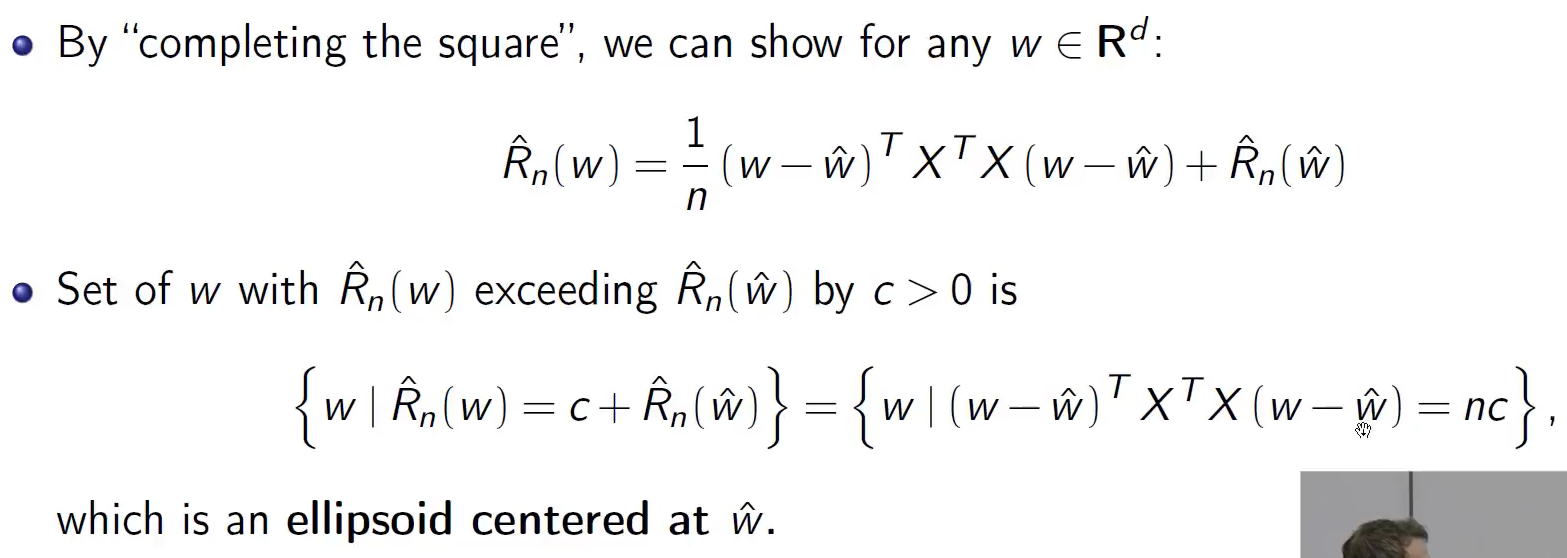 By “completing the square”, we can show for any w ∈ R^d:
R̂_n(w) = 1/n (w − ŵ)^T X^T X (w − ŵ) + R̂_n(ŵ)
Set of w with R̂_n(w) exceeding R̂_n(ŵ) by c > 0 is
{w | R̂_n(w) = c + R̂_n(ŵ)} = {w | (w − ŵ)^T X^T X (w − ŵ) = nc},
which is an ellipsoid centered at ŵ.